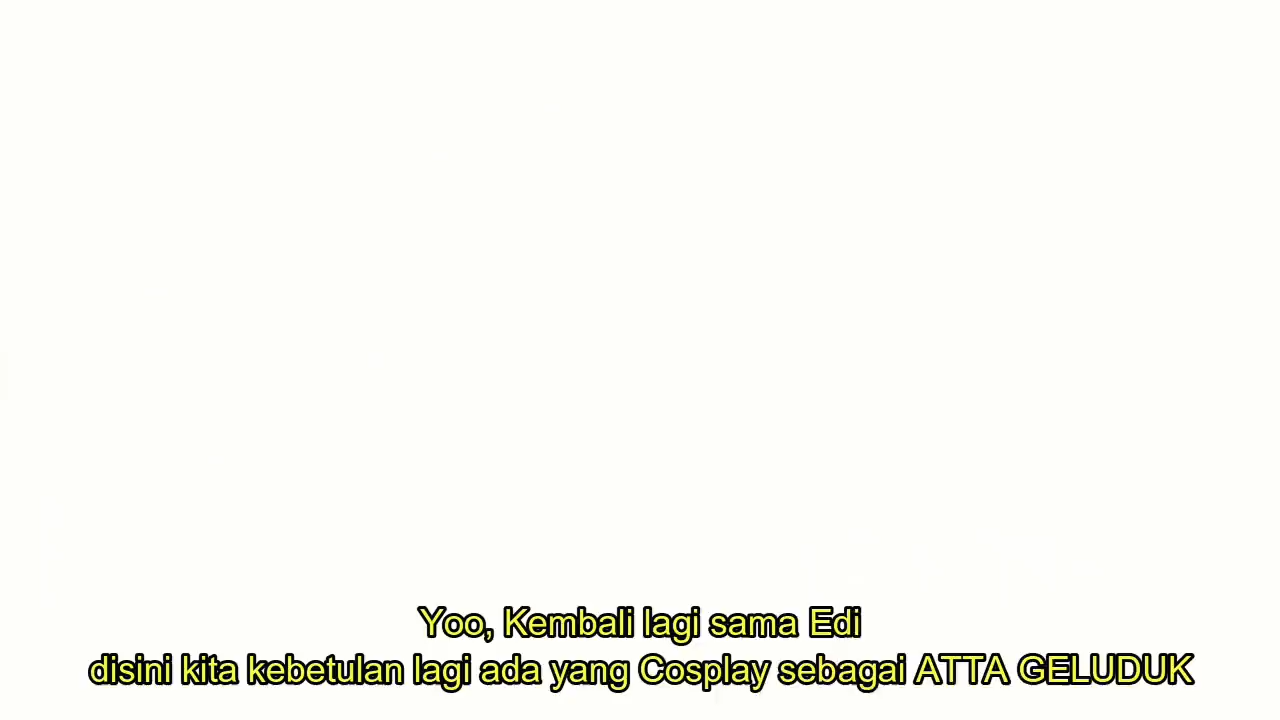 Yoo, Kembali lagi sama Edi
disini kita kebetulan lagi ada yang Cosplay sebagai ATTA GELUDUK